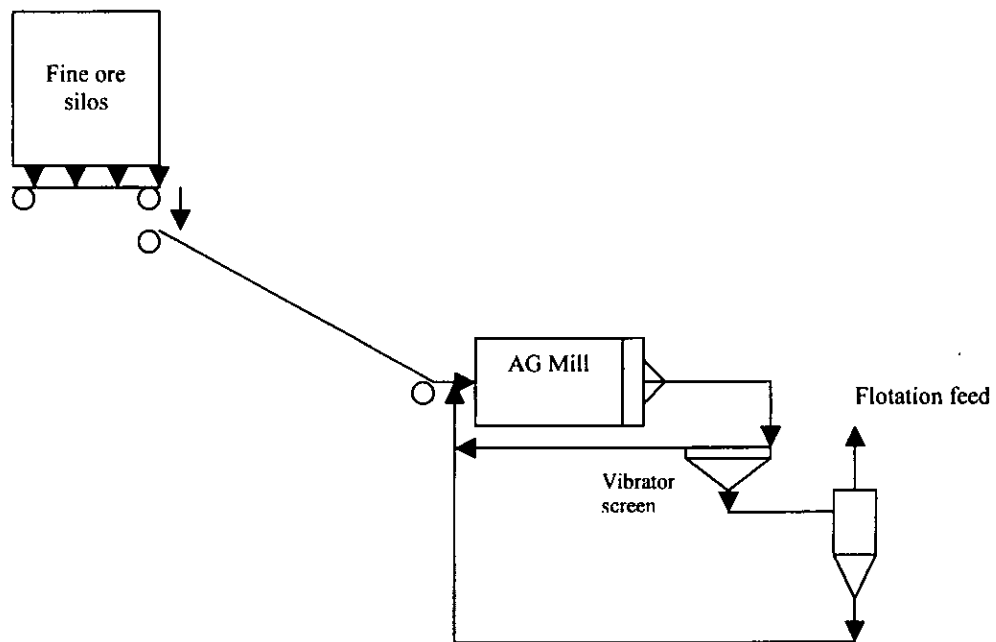 Fine ore
silos
AG Mill
Flotation feed
Vibrator
screen